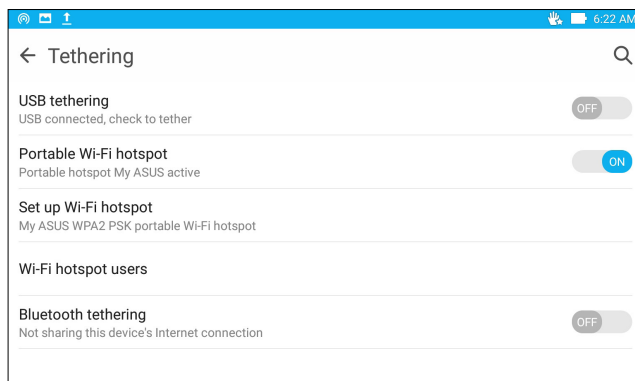 6:22 AM
Tethering
USB tethering
USB connected, check to tether
OFF
Portable Wi-Fi hotspot
Portable hotspot My ASUS active
ON
Set up Wi-Fi hotspot
My ASUS WPA2 PSK portable Wi-Fi hotspot
Wi-Fi hotspot users
Bluetooth tethering
Not sharing this device's Internet connection
OFF